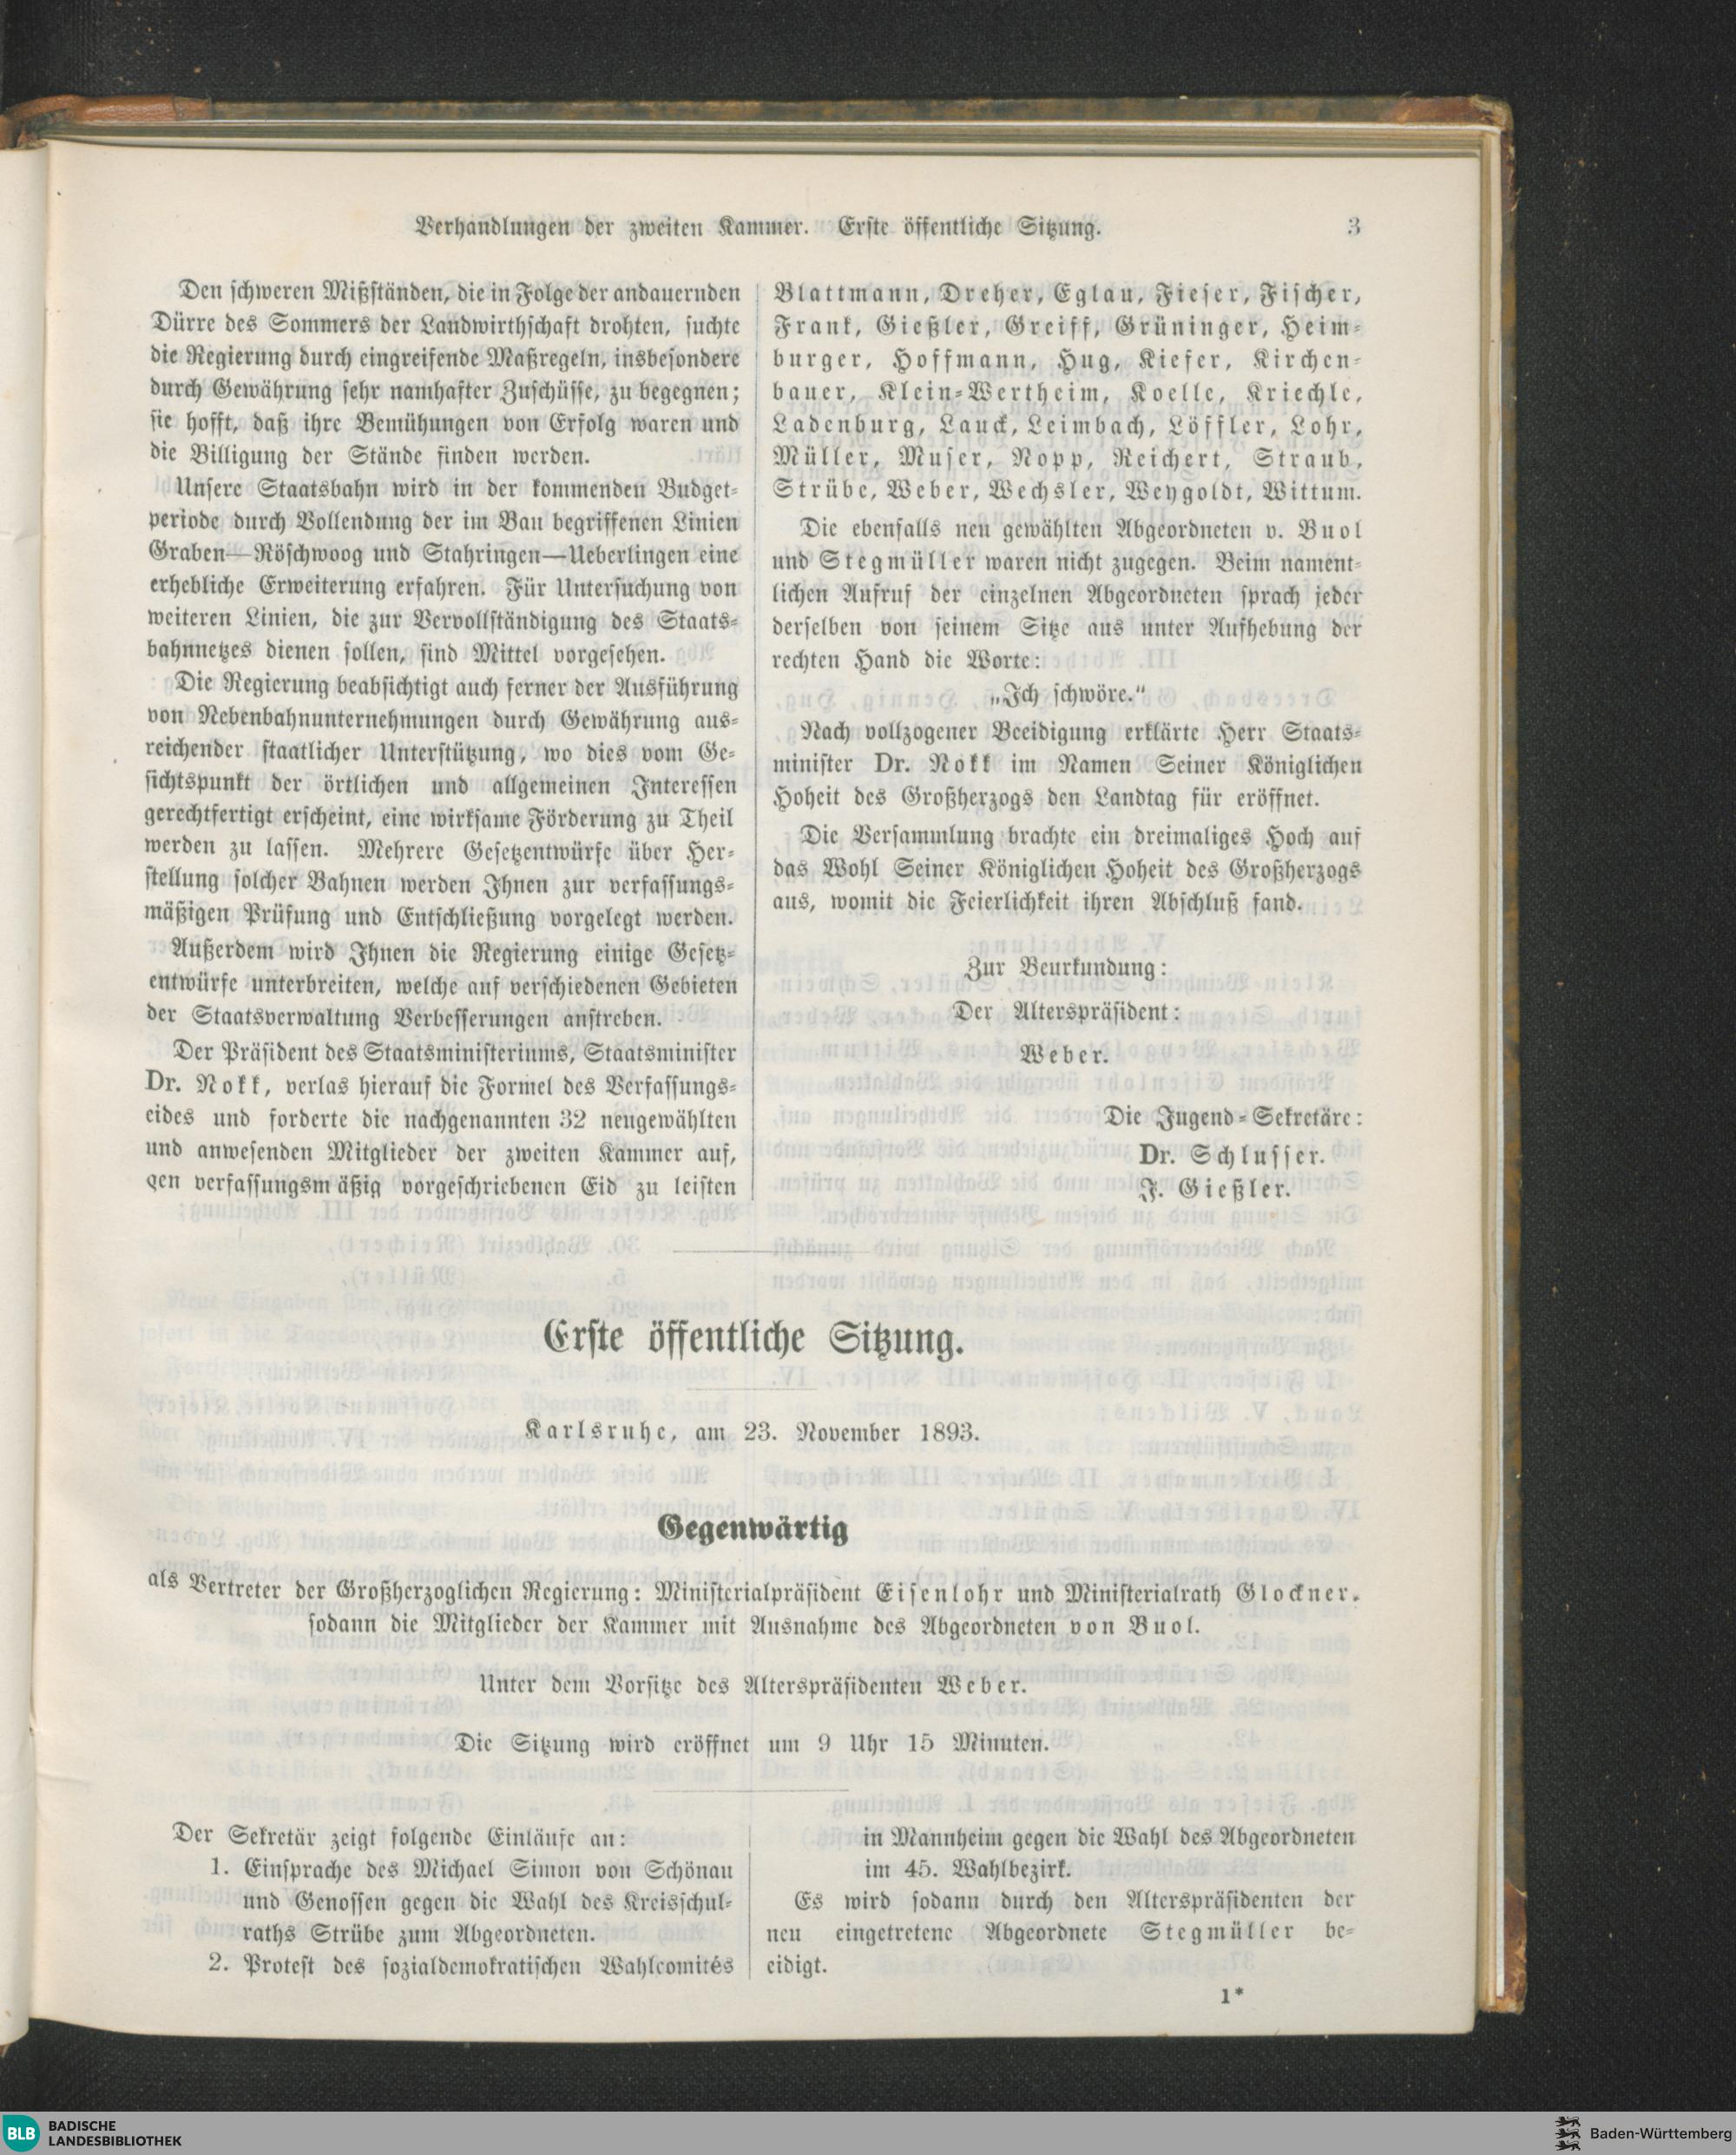 Verhandlungen der zweiten Kammer. Erste öffentliche Sitzung. 3
Den schweren Mißständen, die in Folge der andauernden
Dürre des Sommers der Landwirthschaft drohten, suchte
die Regierung durch eingreifende Maßregeln, insbesondere
durch Gewährung sehr namhafter Zuschüsse, zu begegnen;
sie hofft, daß ihre Bemühungen von Erfolg waren und
die Billigung der Stände finden werden.
Unsere Staatsbahn wird in der kommenden Budget-
periode durch Vollendung der im Bau begriffenen Linien
Graben—Röschwoog und Stahringen—Ueberlingen eine
erhebliche Erweiterung erfahren. Für Untersuchung von
weiteren Linien, die zur Vervollständigung des Staats-
bahnnetzes dienen sollen, sind Mittel vorgesehen.
Die Regierung beabsichtigt auch ferner der Ausführung
von Nebenbahnunternehmungen durch Gewährung aus-
reichender staatlicher Unterstützung, wo dies vom Ge-
sichtspunkt der örtlichen und allgemeinen Interessen
gerechtfertigt erscheint, eine wirksame Förderung zu Theil
werden zu lassen. Mehrere Gesetzentwürfe über Her-
stellung solcher Bahnen werden Ihnen zur verfassungs-
mäßigen Prüfung und Entschließung vorgelegt werden.
Außerdem wird Ihnen die Regierung einige Gesetz-
entwürfe unterbreiten, welche auf verschiedenen Gebieten
der Staatsverwaltung Verbesserungen anstreben.
Der Präsident des Staatsministeriums, Staatsminister
Dr. Nokk, verlas hierauf die Formel des Verfassungs-
eides und forderte die nachgenannten 32 neugewählten
und anwesenden Mitglieder der zweiten Kammer auf,
gen verfassungsmäßig vorgeschriebenen Eid zu leisten
Blattmann, Dreher, Eglau, Fieser, Fischer,
Frank, Gießler, Greiff, Grüninger, Heim-
burger, Hoffmann, Hug, Kiefer, Kirchen-
bauer, Klein-Wertheim, Koelle, Kriechle,
Ladenburg, Lauck, Leimbach, Löffler, Lohr,
Müller, Muser, Nopp, Reichert, Straub,
Strübe, Weber, Wechsler, Weygoldt, Wittum.
Die ebenfalls neu gewählten Abgeordneten v. Buol
und Stegmüller waren nicht zugegen. Beim nament-
lichen Aufruf der einzelnen Abgeordneten sprach jeder
derselben von seinem Sitze aus unter Aufhebung der
rechten Hand die Worte:
„Ich schwöre."
Nach vollzogener Beeidigung erklärte Herr Staats-
minister Dr. Nokk im Namen Seiner Königlichen
Hoheit des Großherzogs den Landtag für eröffnet.
Die Versammlung brachte ein dreimaliges Hoch auf
das Wohl Seiner Königlichen Hoheit des Großherzogs
aus, womit die Feierlichkeit ihren Abschluß fand.
Zur Beurkundung:
Der Alterspräsident:
Weber.
Die Jugend-Sekretäre:
Dr. Schlusser.
J. Gießler.
Erste öffentliche Sitzung.
Karlsruhe, am 23. November 1893.
Gegenwärtig
als Vertreter der Großherzoglichen Regierung: Ministerialpräsident Eisenlohr und Ministerialrath Glockner.
sodann die Mitglieder der Kammer mit Ausnahme des Abgeordneten von Buol.
Unter dem Vorsitze des Alterspräsidenten Weber.
Die Sitzung wird eröffnet um 9 Uhr 15 Minuten.
Der Sekretär zeigt folgende Einläufe an:
1. Einsprache des Michael Simon von Schönau
und Genossen gegen die Wahl des Kreisschul-
raths Strübe zum Abgeordneten.
2. Protest des sozialdemokratischen Wahlcomités
in Mannheim gegen die Wahl des Abgeordneten
im 45. Wahlbezirk.
Es wird sodann durch den Alterspräsidenten der
neu eingetretene Abgeordnete Stegmüller be-
eidigt.
1*
BLB BADISCHE
LANDESBIBLIOTHEK
Baden-Württemberg